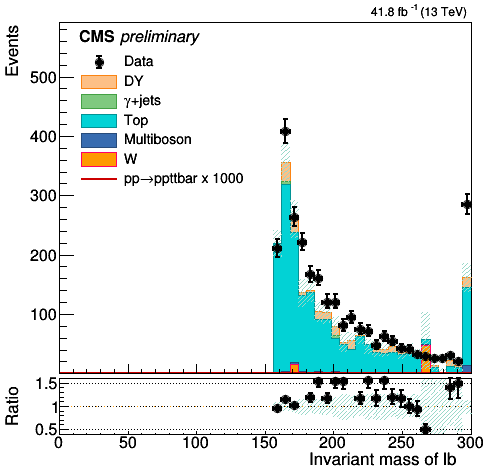 41.8 fb -1 (13 TeV)
CMS preliminary
Data
DY
γ+jets
Top
Multiboson
W
pp→ppttbar x 1000
Events
500
400
300
200
100
Ratio
1.5
1
0.5
0 50 100 150 200 250 300
Invariant mass of lb